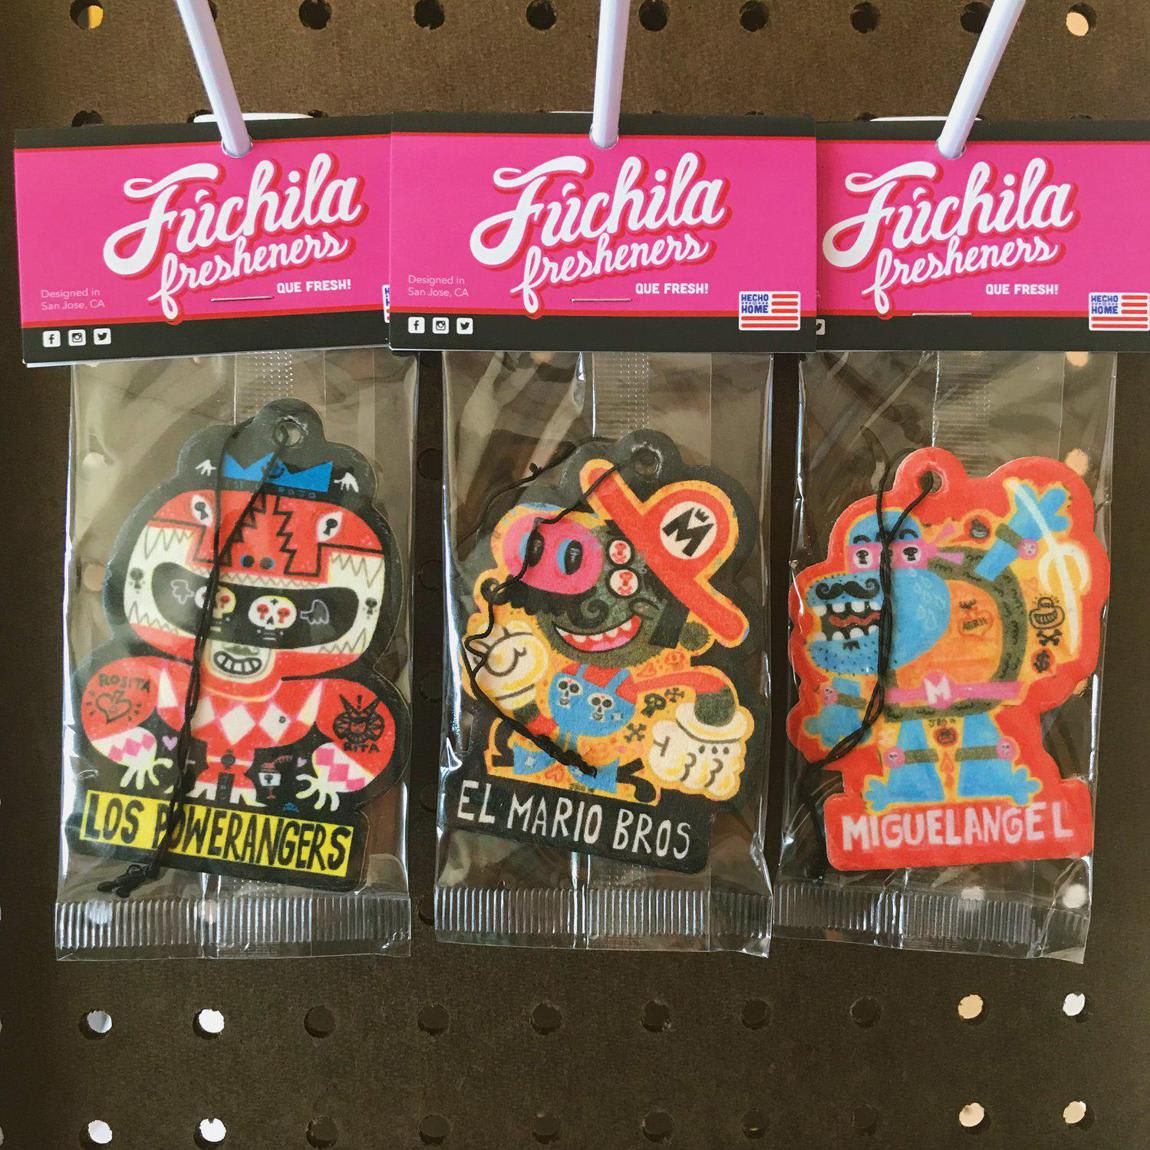 Fúchila
fresheners
QUE FRESH!
Designed in
San Jose, CA
ROSITA
RITA
LOS POWERANGERS
Fúchila
fresheners
QUE FRESH!
Designed in
San Jose, CA
HECHO
HOME
M
EL MARIO BROS
Fúchila
fresheners
QUE FRESH!
HECHO
HOME
M
MIGUELANGEL